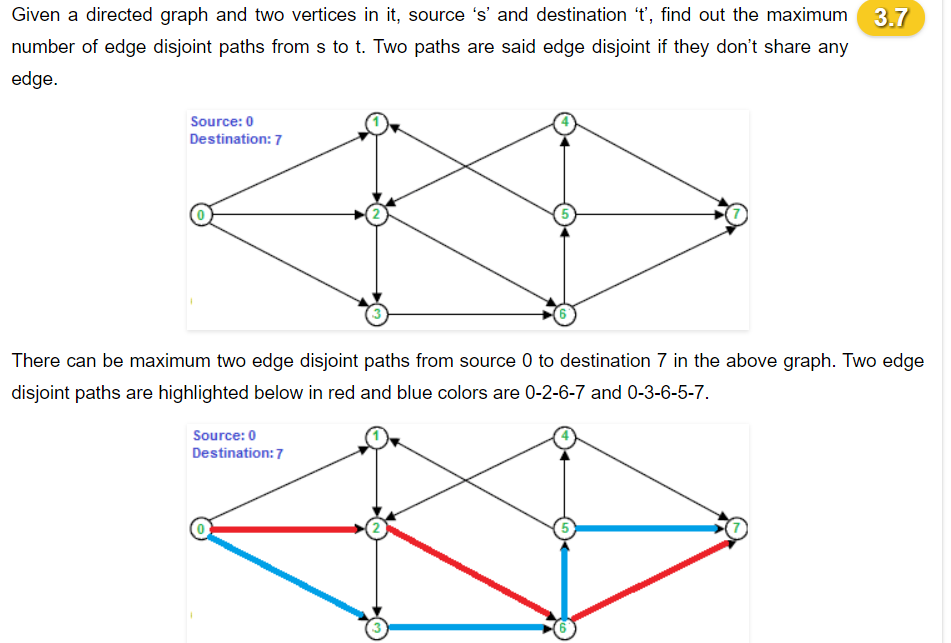 Given a directed graph and two vertices in it, source ‘s’ and destination ‘t’, find out the maximum
3.7
number of edge disjoint paths from s to t. Two paths are said edge disjoint if they don’t share any
edge.
Source: 0
Destination: 7
1
4
0
2
5
7
3
6
There can be maximum two edge disjoint paths from source 0 to destination 7 in the above graph. Two edge
disjoint paths are highlighted below in red and blue colors are 0-2-6-7 and 0-3-6-5-7.
Source: 0
Destination: 7
1
4
0
2
5
7
3
6